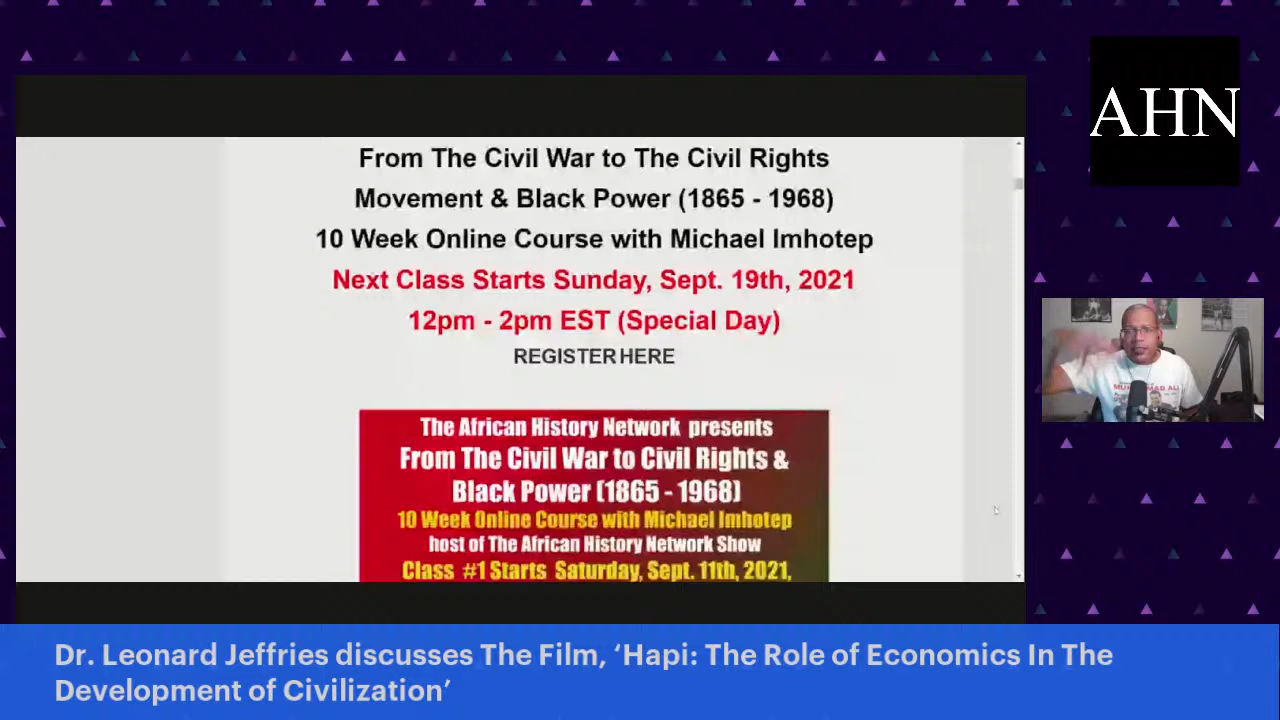 AHN
From The Civil War to The Civil Rights
Movement & Black Power (1865 - 1968)
10 Week Online Course with Michael Imhotep
Next Class Starts Sunday, Sept. 19th, 2021
12pm - 2pm EST (Special Day)
REGISTER HERE
The African History Network presents
From The Civil War to Civil Rights &
Black Power (1865 - 1968)
10 Week Online Course with Michael Imhotep
host of The African History Network Show
Class #1 Starts Saturday, Sept. 11th, 2021,
MUHAMMAD ALI
Dr. Leonard Jeffries discusses The Film, ‘Hapi: The Role of Economics In The
Development of Civilization’